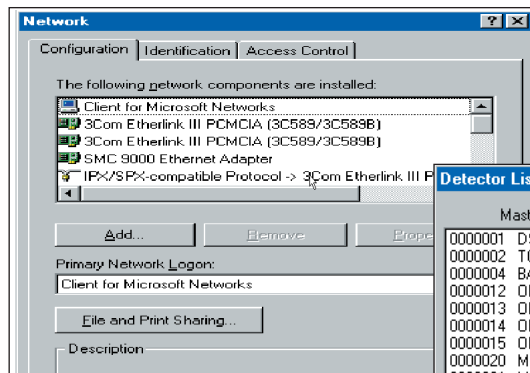 Network
Configuration Identification Access Control
The following network components are installed:
Client for Microsoft Networks
3Com Etherlink III PCMCIA (3C589/3C589B)
3Com Etherlink III PCMCIA (3C589/3C589B)
SMC 9000 Ethernet Adapter
IPX/SPX-compatible Protocol -> 3Com Etherlink III P
Add... Remove Prope
Primary Network Logon:
Client for Microsoft Networks
File and Print Sharing...
Description
Detector Lis
Mast
0000001 DS
0000002 TO
0000004 BA
0000012
0000013
0000014
0000015
0000020 M